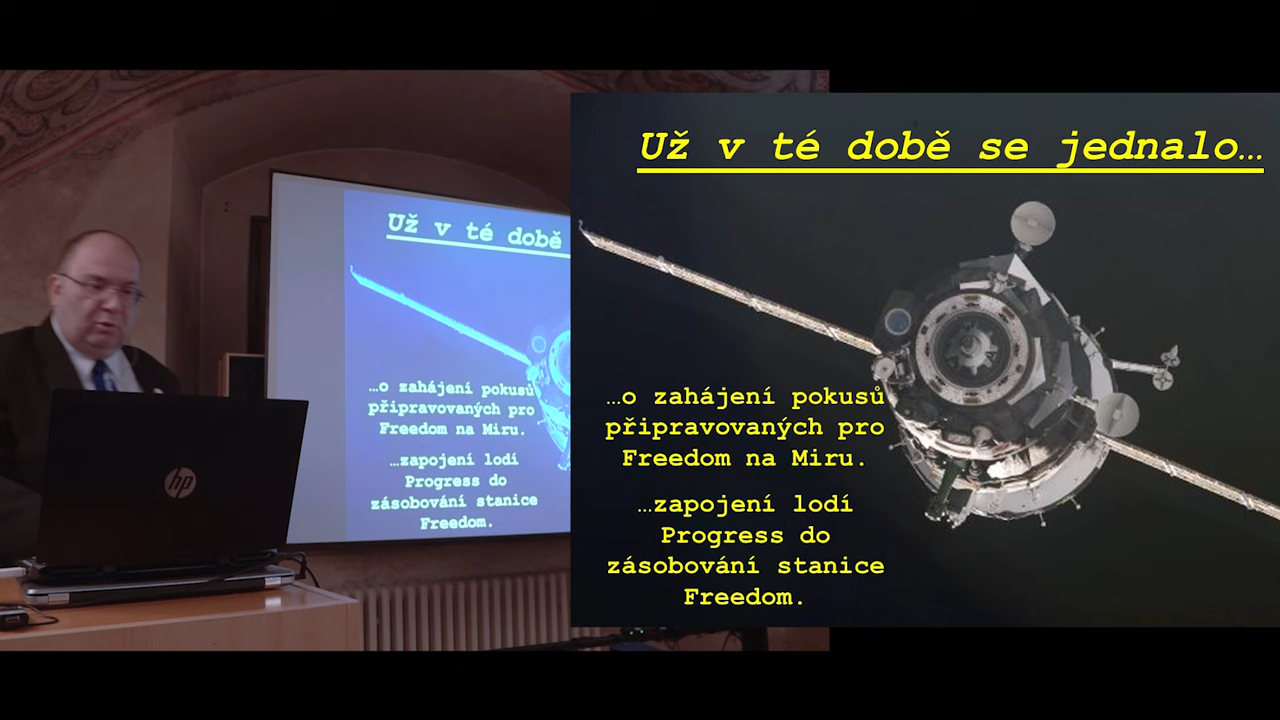 Už v té době
…o zahájení pokusů
připravovaných pro
Freedom na Miru.
…zapojení lodí
Progress do
zásobování stanice
Freedom.
hp
Už v té době se jednalo…
…o zahájení pokusů
připravovaných pro
Freedom na Miru.
…zapojení lodí
Progress do
zásobování stanice
Freedom.